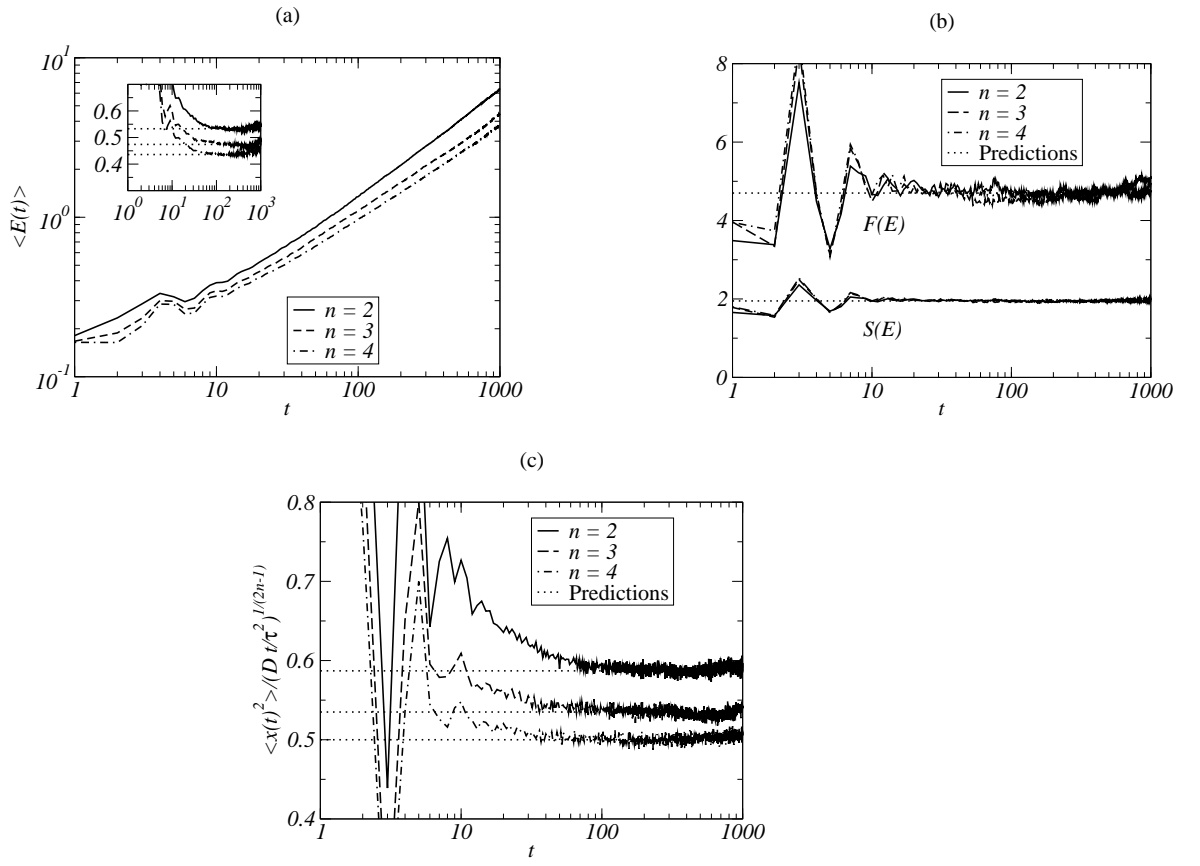 (a)
10^1
10^0
10^{-1}
<E(t)>
0.6
0.5
0.4
10^0 10^1 10^2 10^3
n = 2
n = 3
n = 4
1 10 100 1000
t
(b)
8
6
4
2
0
n = 2
n = 3
n = 4
Predictions
F(E)
S(E)
1 10 100 1000
t
(c)
0.8
0.7
0.6
0.5
0.4
<x(t)^2>/(D t/τ^2)^{1/(2n-1)}
n = 2
n = 3
n = 4
Predictions
1 10 100 1000
t